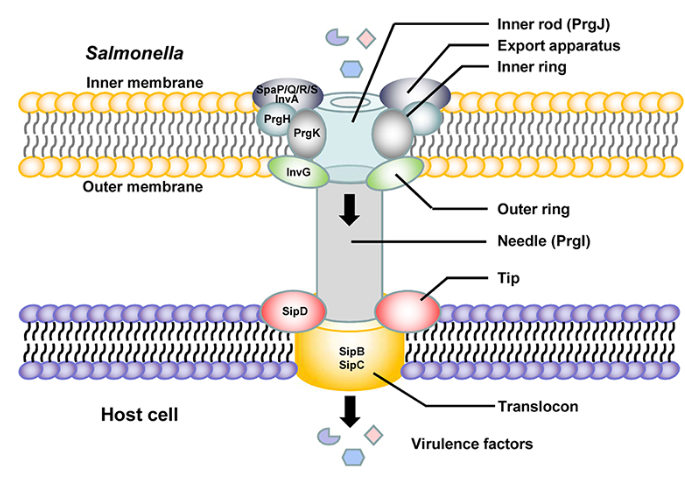 Inner rod (PrgJ)
Salmonella
Export apparatus
Inner membrane
Inner ring
SpaP/Q/R/S
InvA
PrgH
PrgK
InvG
Outer membrane
Outer ring
Needle (PrgI)
Tip
SipD
SipB
SipC
Host cell
Translocon
Virulence factors